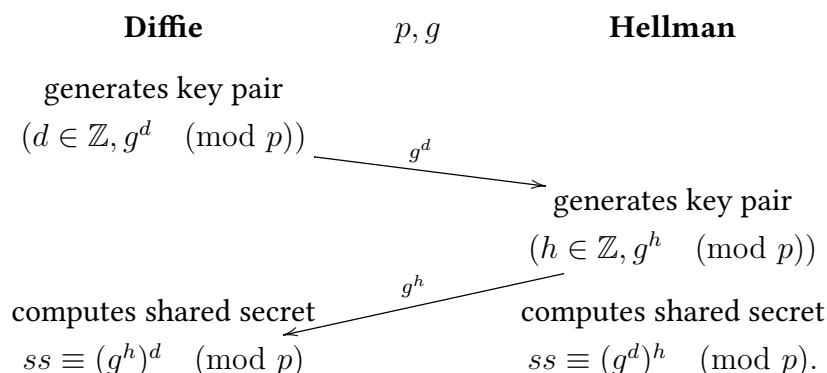 Diffie p, g Hellman
generates key pair
(d ∈ ℤ, g^d (mod p))
g^d
generates key pair
(h ∈ ℤ, g^h (mod p))
g^h
computes shared secret computes shared secret
ss ≡ (g^h)^d (mod p) ss ≡ (g^d)^h (mod p).